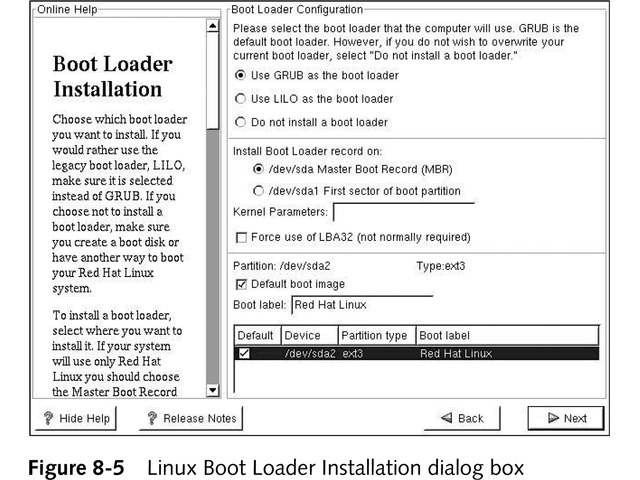 Online Help
Boot Loader
Installation
Choose which boot loader
you want to install. If you
would rather use the
legacy boot loader, LILO,
make sure it is selected
instead of GRUB. If you
choose not to install a
boot loader, make sure
you create a boot disk or
have another way to boot
your Red Hat Linux
system.
To install a boot loader,
select where you want to
install it. If your system
will use only Red Hat
Linux you should choose
the Master Boot Record
Boot Loader Configuration
Please select the boot loader that the computer will use. GRUB is the
default boot loader. However, if you do not wish to overwrite your
current boot loader, select "Do not install a boot loader."
Use GRUB as the boot loader
Use LILO as the boot loader
Do not install a boot loader
Install Boot Loader record on:
/dev/sda Master Boot Record (MBR)
/dev/sda1 First sector of boot partition
Kernel Parameters:
Force use of LBA32 (not normally required)
Partition: /dev/sda2 Type:ext3
Default boot image
Boot label: Red Hat Linux
Default Device Partition type Boot label
/dev/sda2 ext3 Red Hat Linux
Hide Help Release Notes Back Next
Figure 8-5 Linux Boot Loader Installation dialog box